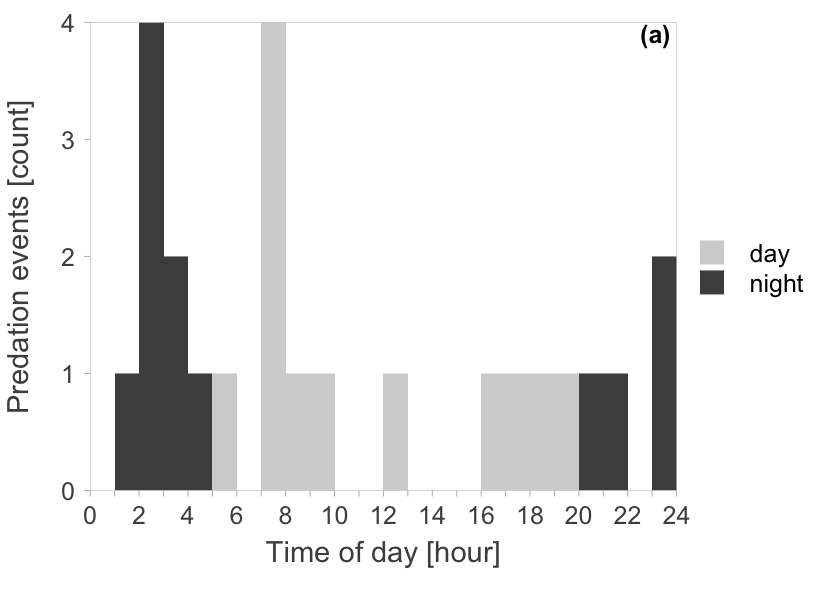 (a)
Predation events [count]
4
3
2
1
0
0 2 4 6 8 10 12 14 16 18 20 22 24
Time of day [hour]
day
night